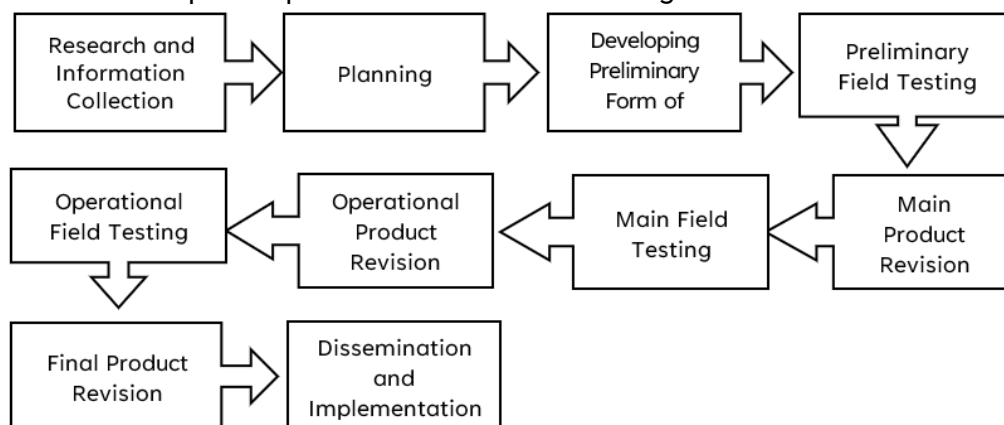 Research and
Information
Collection
Planning
Developing
Preliminary
Form of
Preliminary
Field Testing
Main
Product
Revision
Main Field
Testing
Operational
Product
Revision
Operational
Field Testing
Final Product
Revision
Dissemination
and
Implementation